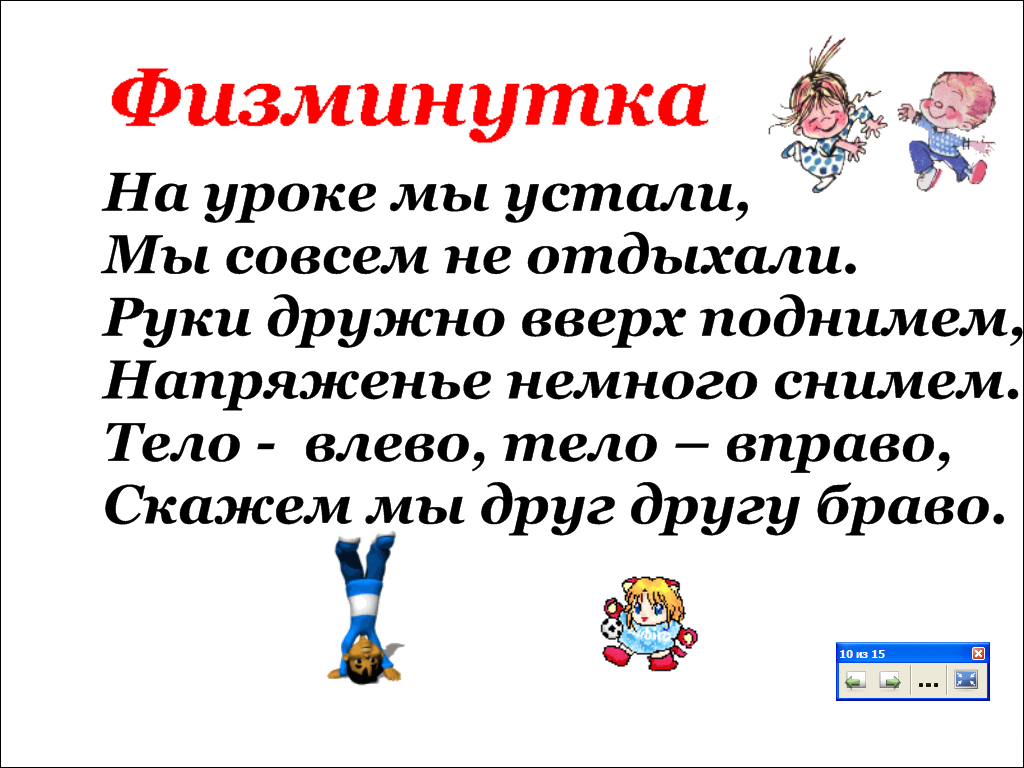 Физминутка
На уроке мы устали,
Мы совсем не отдыхали.
Руки дружно вверх поднимем,
Напряженье немного снимем.
Тело - влево, тело – вправо,
Скажем мы друг другу браво.
10 из 15
...